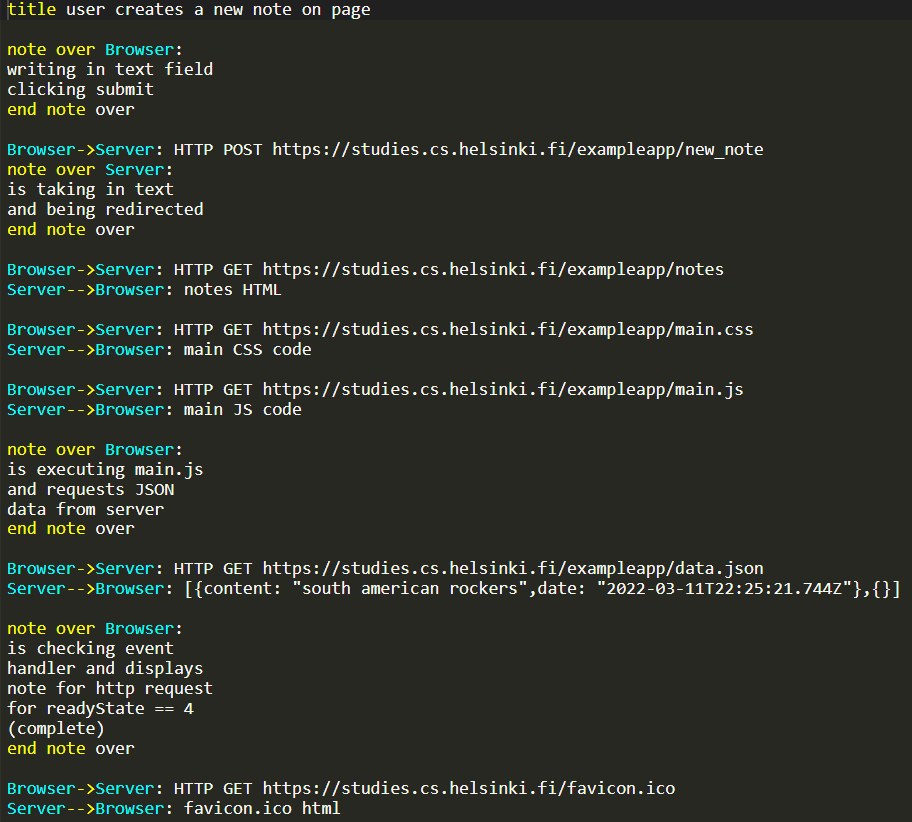 title user creates a new note on page
note over Browser:
writing in text field
clicking submit
end note over
Browser->Server: HTTP POST https://studies.cs.helsinki.fi/exampleapp/new_note
note over Server:
is taking in text
and being redirected
end note over
Browser->Server: HTTP GET https://studies.cs.helsinki.fi/exampleapp/notes
Server-->Browser: notes HTML
Browser->Server: HTTP GET https://studies.cs.helsinki.fi/exampleapp/main.css
Server-->Browser: main CSS code
Browser->Server: HTTP GET https://studies.cs.helsinki.fi/exampleapp/main.js
Server-->Browser: main JS code
note over Browser:
is executing main.js
and requests JSON
data from server
end note over
Browser->Server: HTTP GET https://studies.cs.helsinki.fi/exampleapp/data.json
Server-->Browser: [{content: "south american rockers",date: "2022-03-11T22:25:21.744Z"},{}]
note over Browser:
is checking event
handler and displays
note for http request
for readyState == 4
(complete)
end note over
Browser->Server: HTTP GET https://studies.cs.helsinki.fi/favicon.ico
Server-->Browser: favicon.ico html